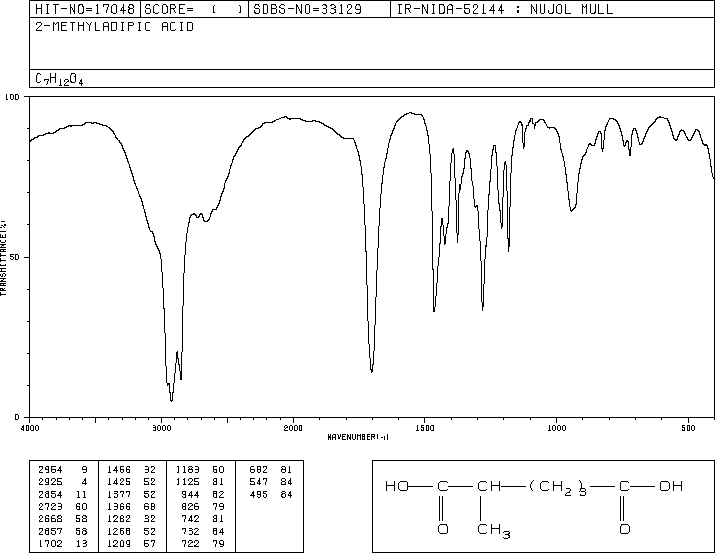 HIT-NO=17048 SCORE= ( ) SDBS-NO=33129 IR-NIDA-52144 : NUJOL MULL
2-METHYLADIPIC ACID
C7H12O4
100
50
0
TRANSMITTANCE(%)
4000 3000 2000 1500 1000 500
WAVENUMBER(-1)
2954 9 1466 32 1183 50 682 81
2925 4 1425 52 1125 81 547 84
2854 11 1377 52 944 62 495 84
2723 60 1366 68 826 79
2668 58 1282 32 742 81
2657 58 1268 52 732 84
1702 13 1209 57 722 79
HO C CH (CH2)3 C OH
O CH3 O